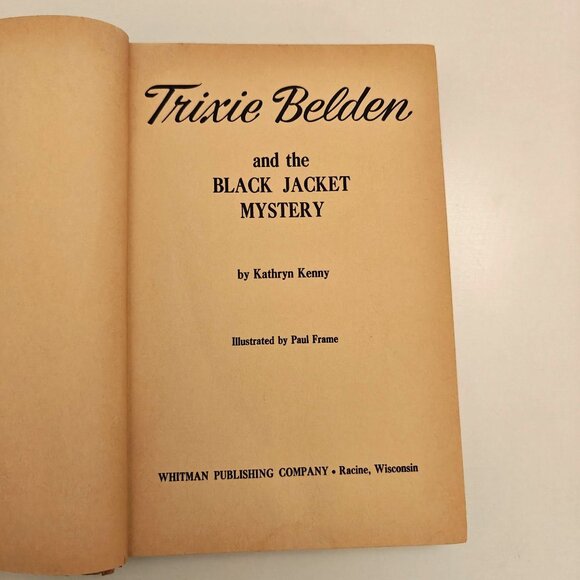 Trixie Belden
and the
BLACK JACKET
MYSTERY
by Kathryn Kenny
Illustrated by Paul Frame
WHITMAN PUBLISHING COMPANY • Racine, Wisconsin